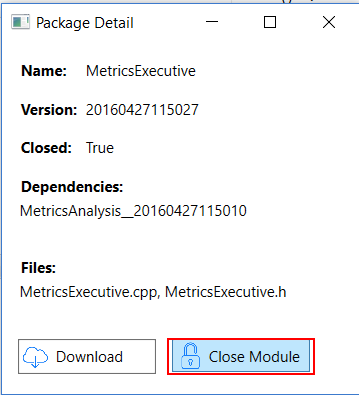 Package Detail
Name: MetricsExecutive
Version: 20160427115027
Closed: True
Dependencies:
MetricsAnalysis__20160427115010
Files:
MetricsExecutive.cpp, MetricsExecutive.h
Download Close Module